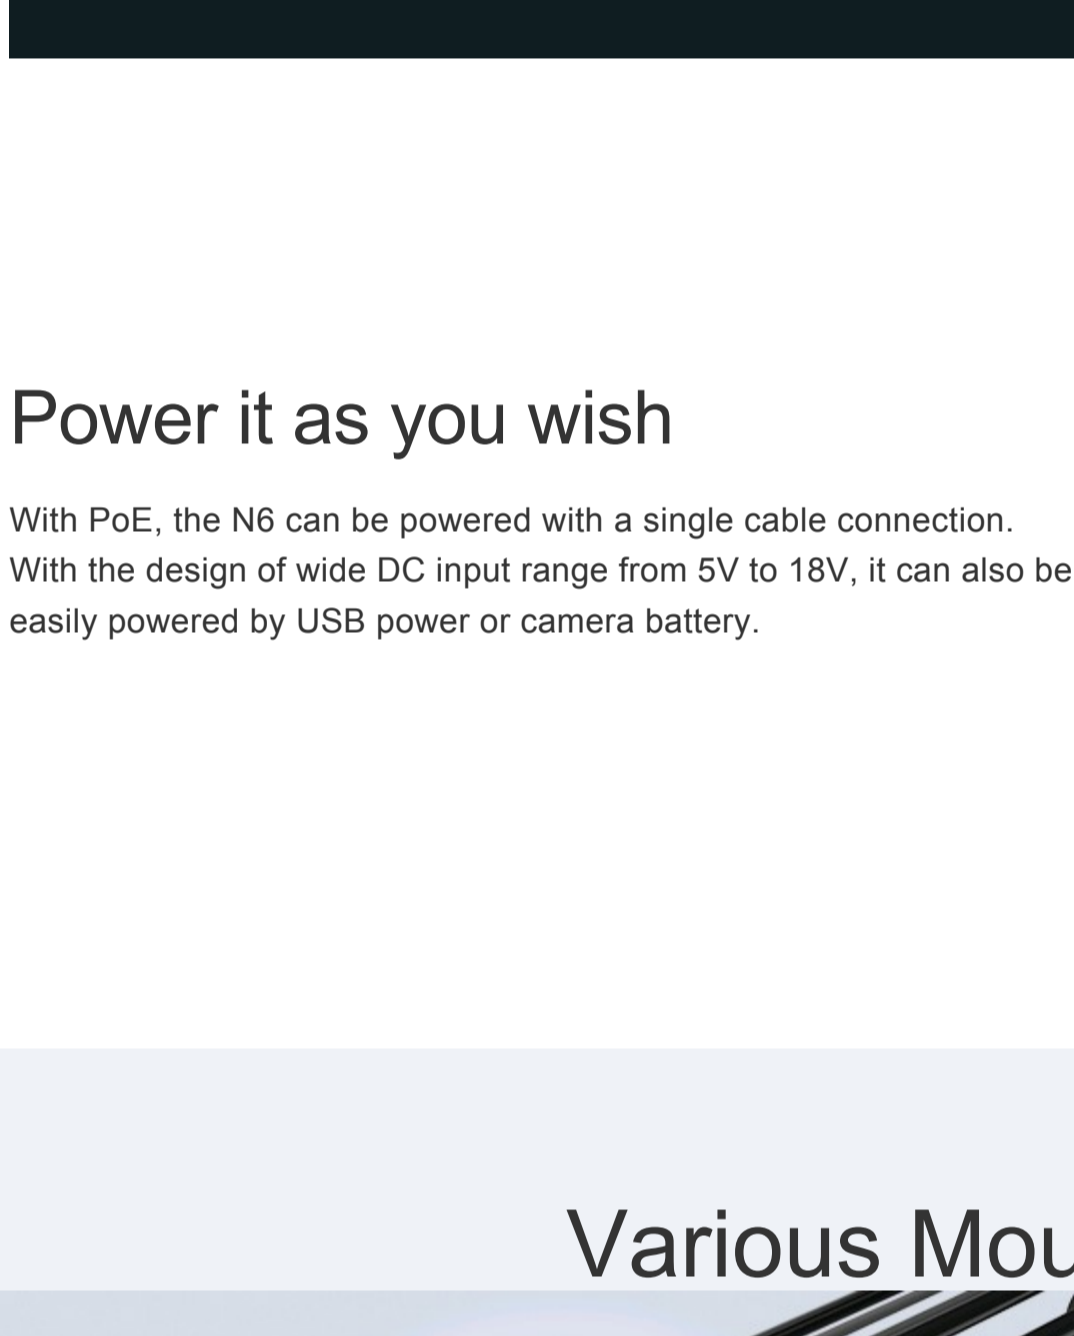 Power it as you wish
With PoE, the N6 can be powered with a single cable connection.
With the design of wide DC input range from 5V to 18V, it can also be
easily powered by USB power or camera battery.
Various Mou